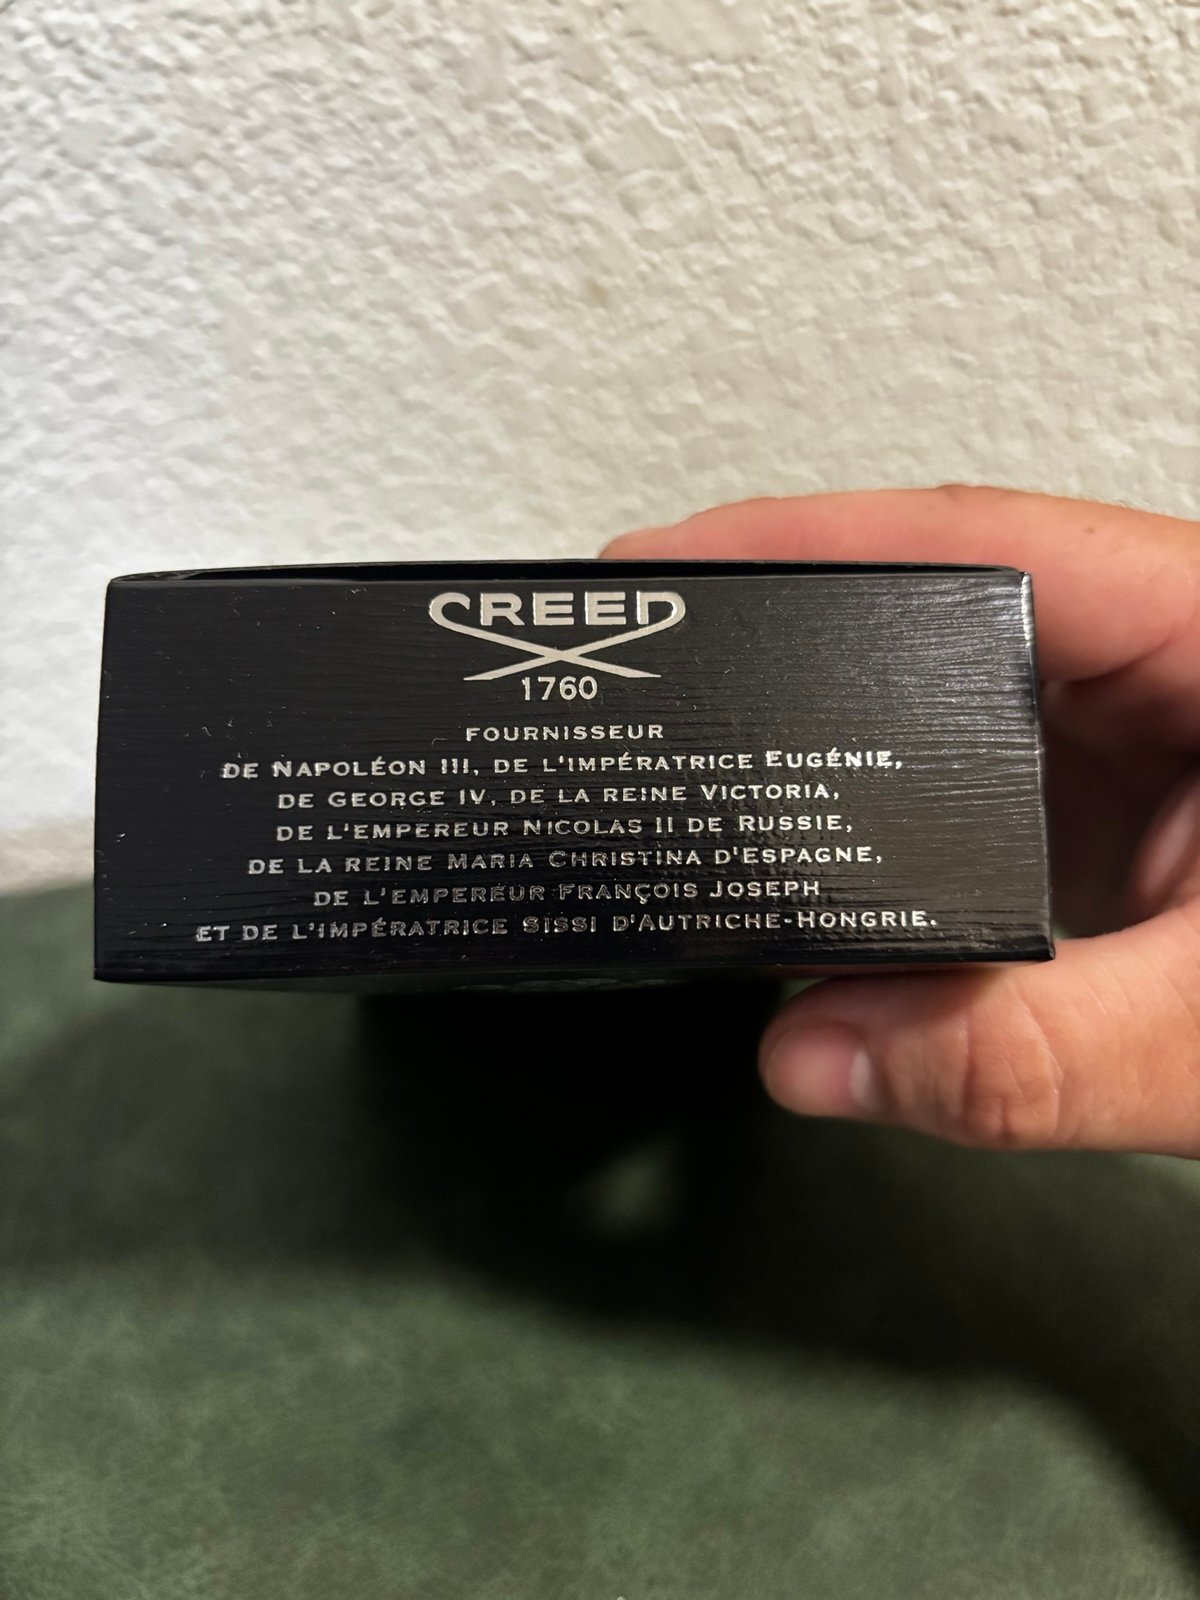 CREED
1760
FOURNISSEUR
DE NAPOLÉON III, DE L'IMPÉRATRICE EUGÉNIE,
DE GEORGE IV, DE LA REINE VICTORIA,
DE L'EMPEREUR NICOLAS II DE RUSSIE,
DE LA REINE MARIA CHRISTINA D'ESPAGNE,
DE L'EMPEREUR FRANÇOIS JOSEPH
ET DE L'IMPÉRATRICE SISSI D'AUTRICHE-HONGRIE.